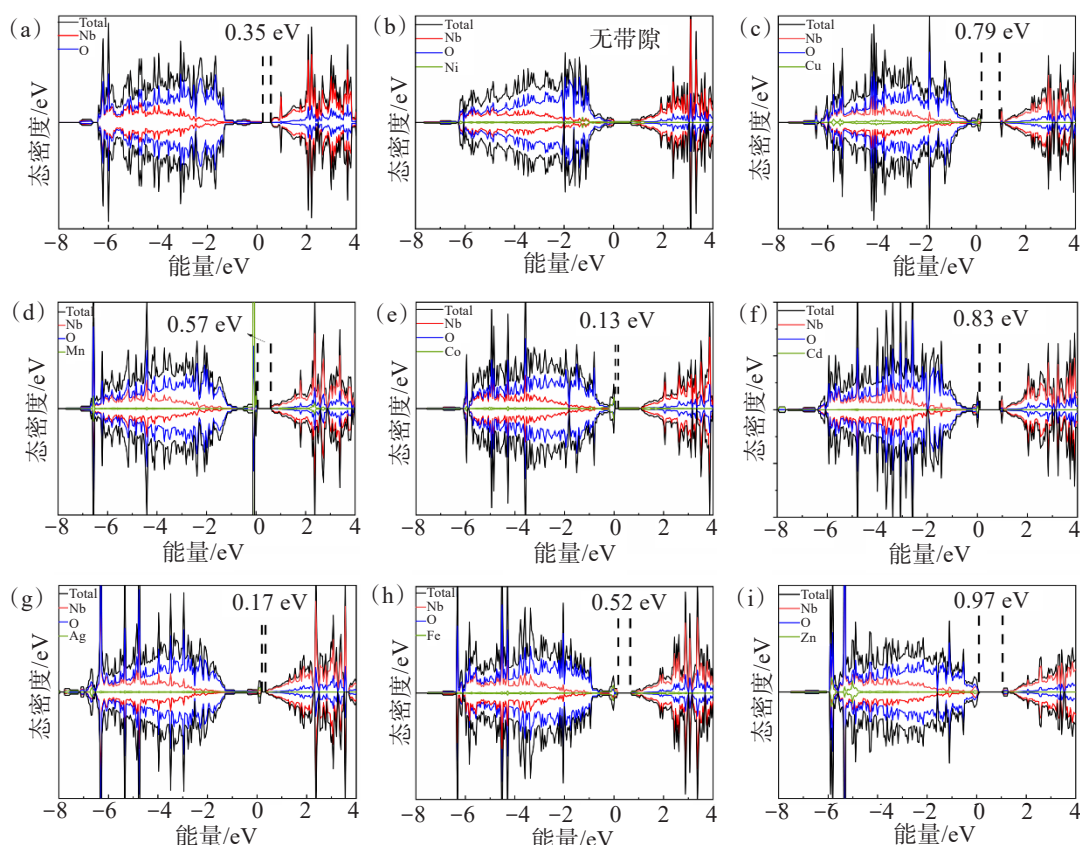 (a)
Total
Nb
O
0.35 eV
态密度/eV
−8 −6 −4 −2 0 2 4
能量/eV
(b)
Total
Nb
O
Ni
无带隙
态密度/eV
−8 −6 −4 −2 0 2 4
能量/eV
(c)
Total
Nb
O
Cu
0.79 eV
态密度/eV
−8 −6 −4 −2 0 2 4
能量/eV
(d)
Total
Nb
O
Mn
0.57 eV
态密度/eV
−8 −6 −4 −2 0 2 4
能量/eV
(e)
Total
Nb
O
Co
0.13 eV
态密度/eV
−8 −6 −4 −2 0 2 4
能量/eV
(f)
Total
Nb
O
Cd
0.83 eV
态密度/eV
−8 −6 −4 −2 0 2 4
能量/eV
(g)
Total
Nb
O
Ag
0.17 eV
态密度/eV
−8 −6 −4 −2 0 2 4
能量/eV
(h)
Total
Nb
O
Fe
0.52 eV
态密度/eV
−8 −6 −4 −2 0 2 4
能量/eV
(i)
Total
Nb
O
Zn
0.97 eV
态密度/eV
−8 −6 −4 −2 0 2 4
能量/eV